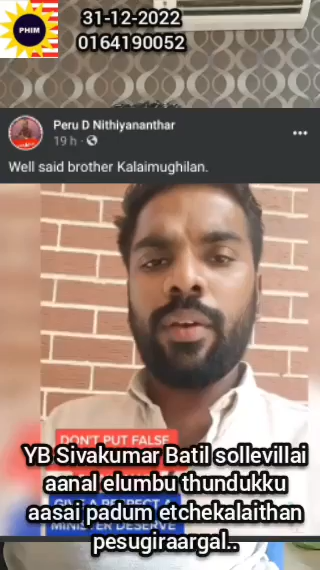 PHIM
31-12-2022
0164190052
Peru D Nithiyananthar
19 h
Well said brother Kalaimughilan.
DON'T PUT FALSE
YB Sivakumar Batil sollevillai
aanal elumbu thundukku
GIVE A RESPECT A
aasai padum etchekalaithan
MINISTER DESERVE
pesugiraargal..